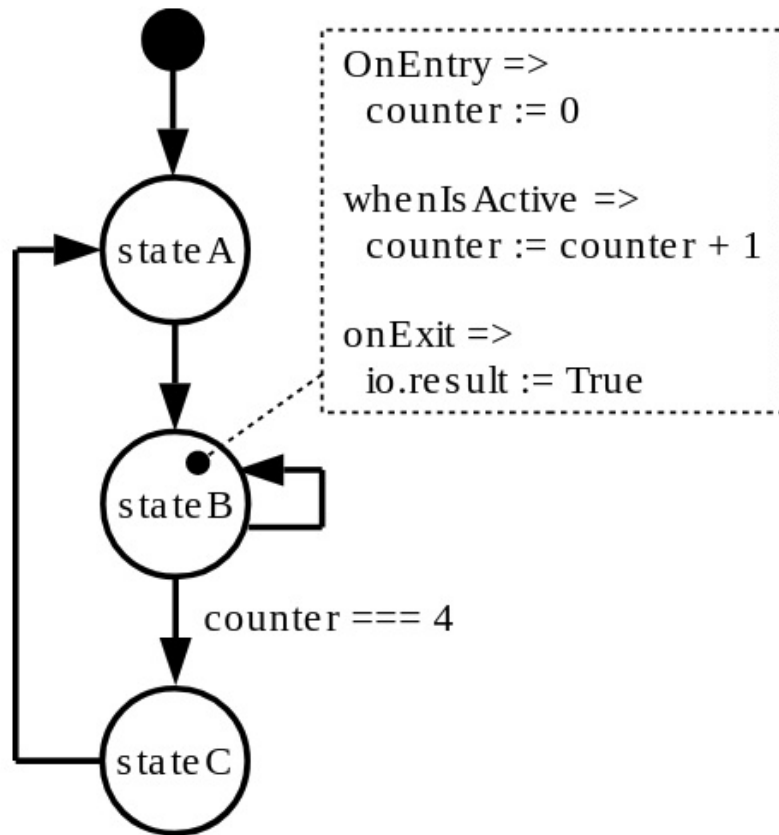 OnEntry =>
counter := 0
whenIsActive =>
counter := counter + 1
onExit =>
io.result := True
stateA
stateB
counter === 4
stateC